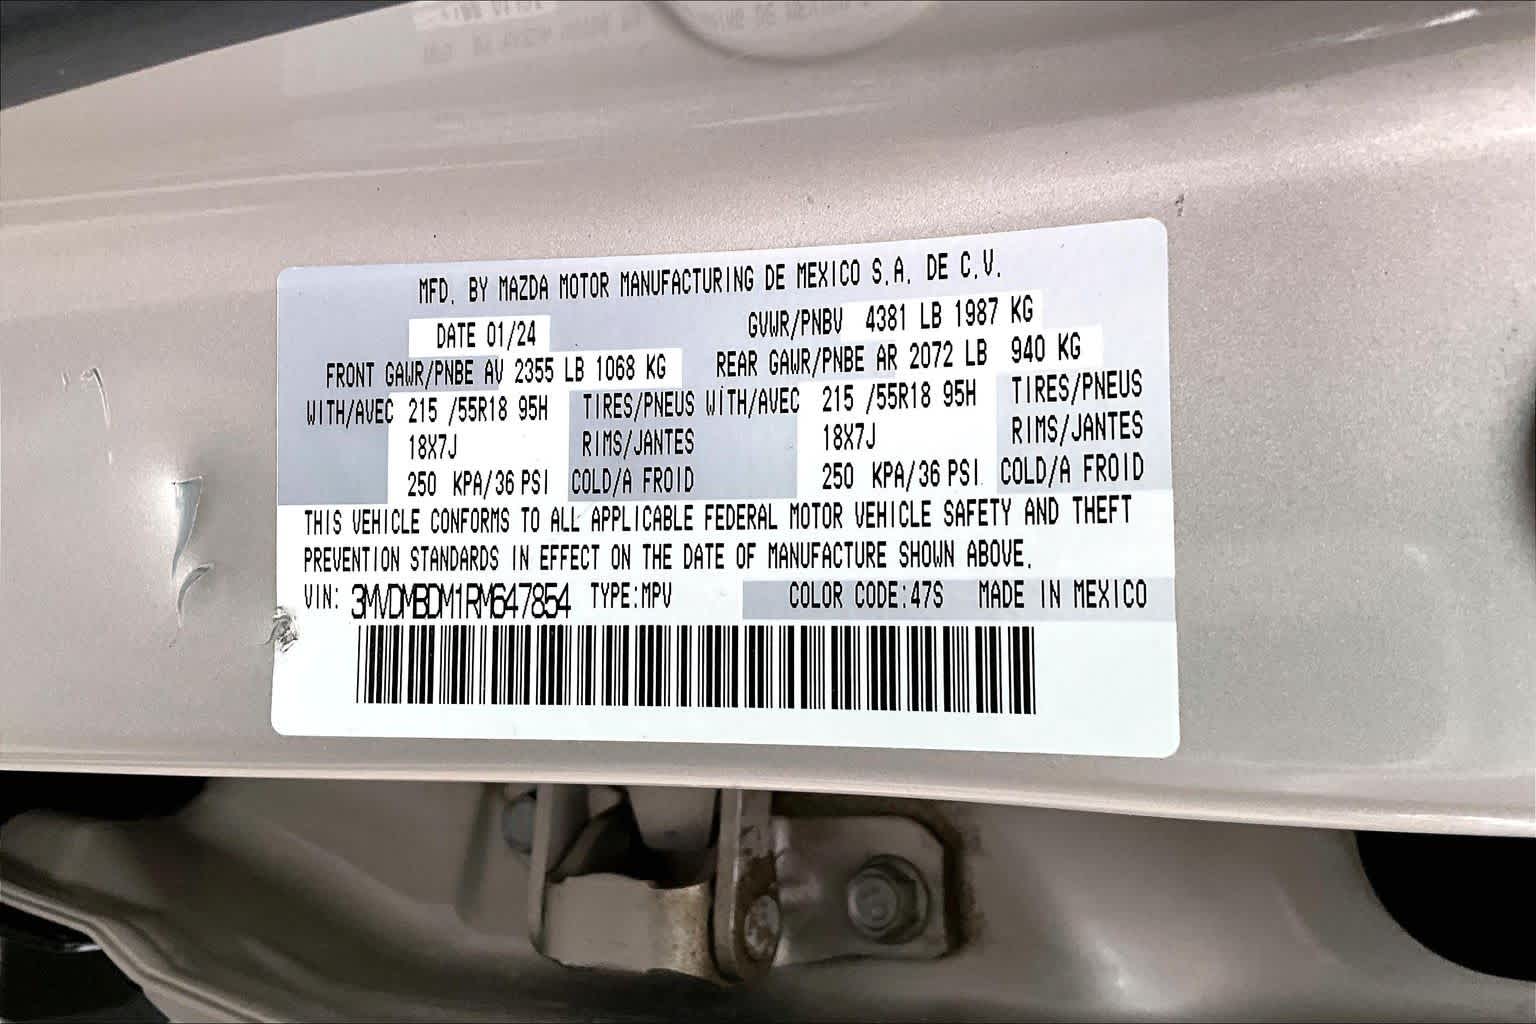 MFD. BY MAZDA MOTOR MANUFACTURING DE MEXICO S.A. DE C.V.
DATE 01/24 GVWR/PNBV 4381 LB 1987 KG
FRONT GAWR/PNBE AV 2355 LB 1068 KG REAR GAWR/PNBE AR 2072 LB 940 KG
WITH/AVEC 215 /55R18 95H TIRES/PNEUS WITH/AVEC 215 /55R18 95H TIRES/PNEUS
18X7J RIMS/JANTES 18X7J RIMS/JANTES
250 KPA/36 PSI COLD/A FROID 250 KPA/36 PSI COLD/A FROID
THIS VEHICLE CONFORMS TO ALL APPLICABLE FEDERAL MOTOR VEHICLE SAFETY AND THEFT
PREVENTION STANDARDS IN EFFECT ON THE DATE OF MANUFACTURE SHOWN ABOVE.
VIN: 3MVDMBDM1RM647854 TYPE:MPV COLOR CODE:47S MADE IN MEXICO